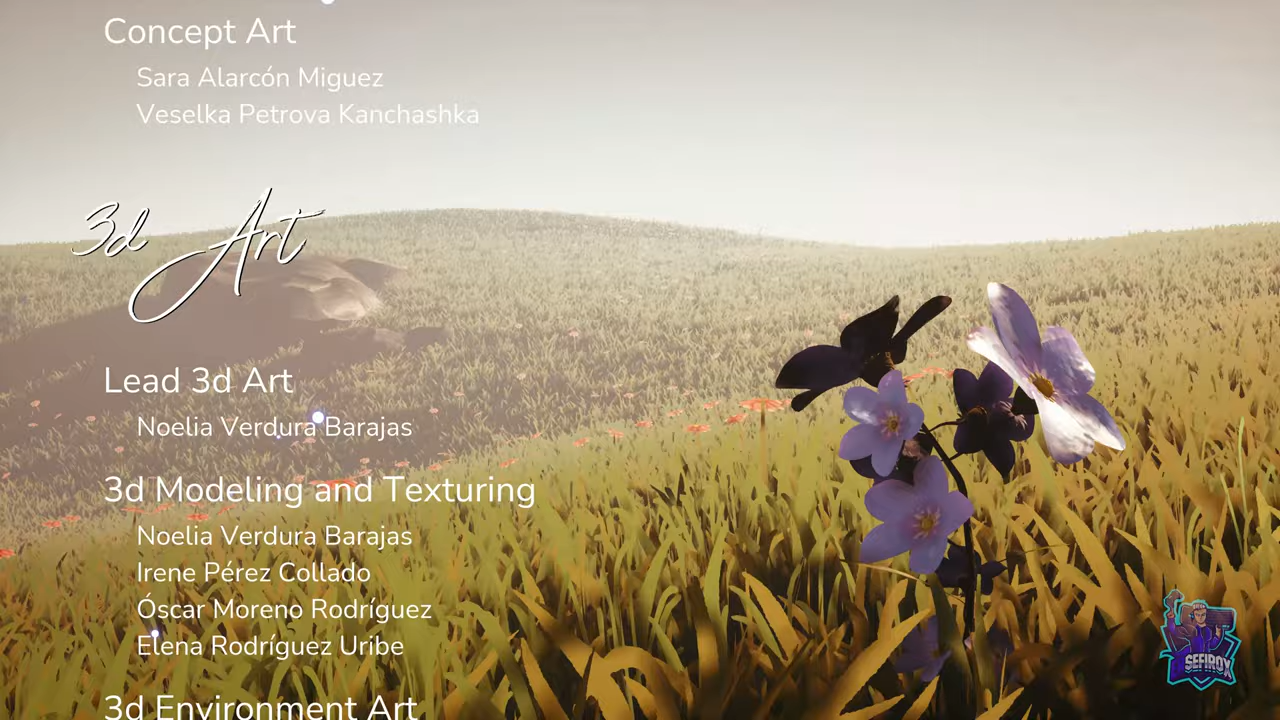 Concept Art
Sara Alarcón Miguez
Veselka Petrova Kanchashka
3d Art
Lead 3d Art
Noelia Verdura Barajas
3d Modeling and Texturing
Noelia Verdura Barajas
Irene Pérez Collado
Óscar Moreno Rodríguez
Elena Rodríguez Uribe
3d Environment Art
SEFIROX